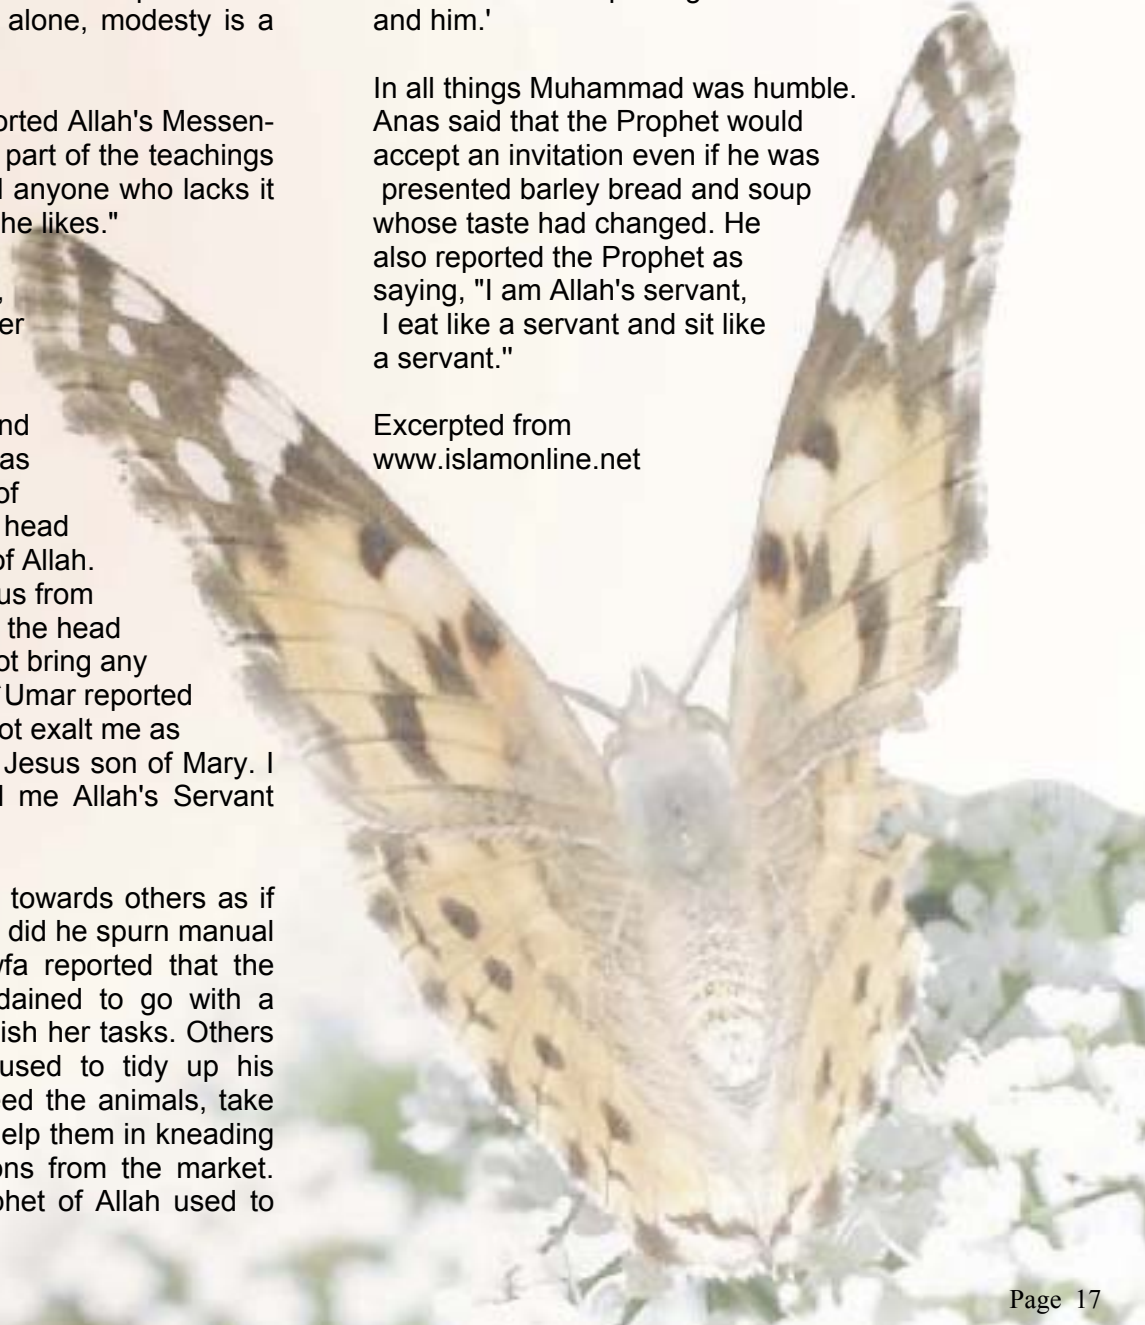 alone, modesty is a
orted Allah's Messen-
part of the teachings
anyone who lacks it
he likes."
er
nd
as
of
head
of Allah.
us from
the head
ot bring any
`Umar reported
ot exalt me as
Jesus son of Mary. I
me Allah's Servant
towards others as if
did he spurn manual
wfa reported that the
dained to go with a
ish her tasks. Others
used to tidy up his
eed the animals, take
elp them in kneading
ons from the market.
phet of Allah used to
and him.'
In all things Muhammad was humble.
Anas said that the Prophet would
accept an invitation even if he was
presented barley bread and soup
whose taste had changed. He
also reported the Prophet as
saying, "I am Allah's servant,
I eat like a servant and sit like
a servant."
Excerpted from
www.islamonline.net
Page 17